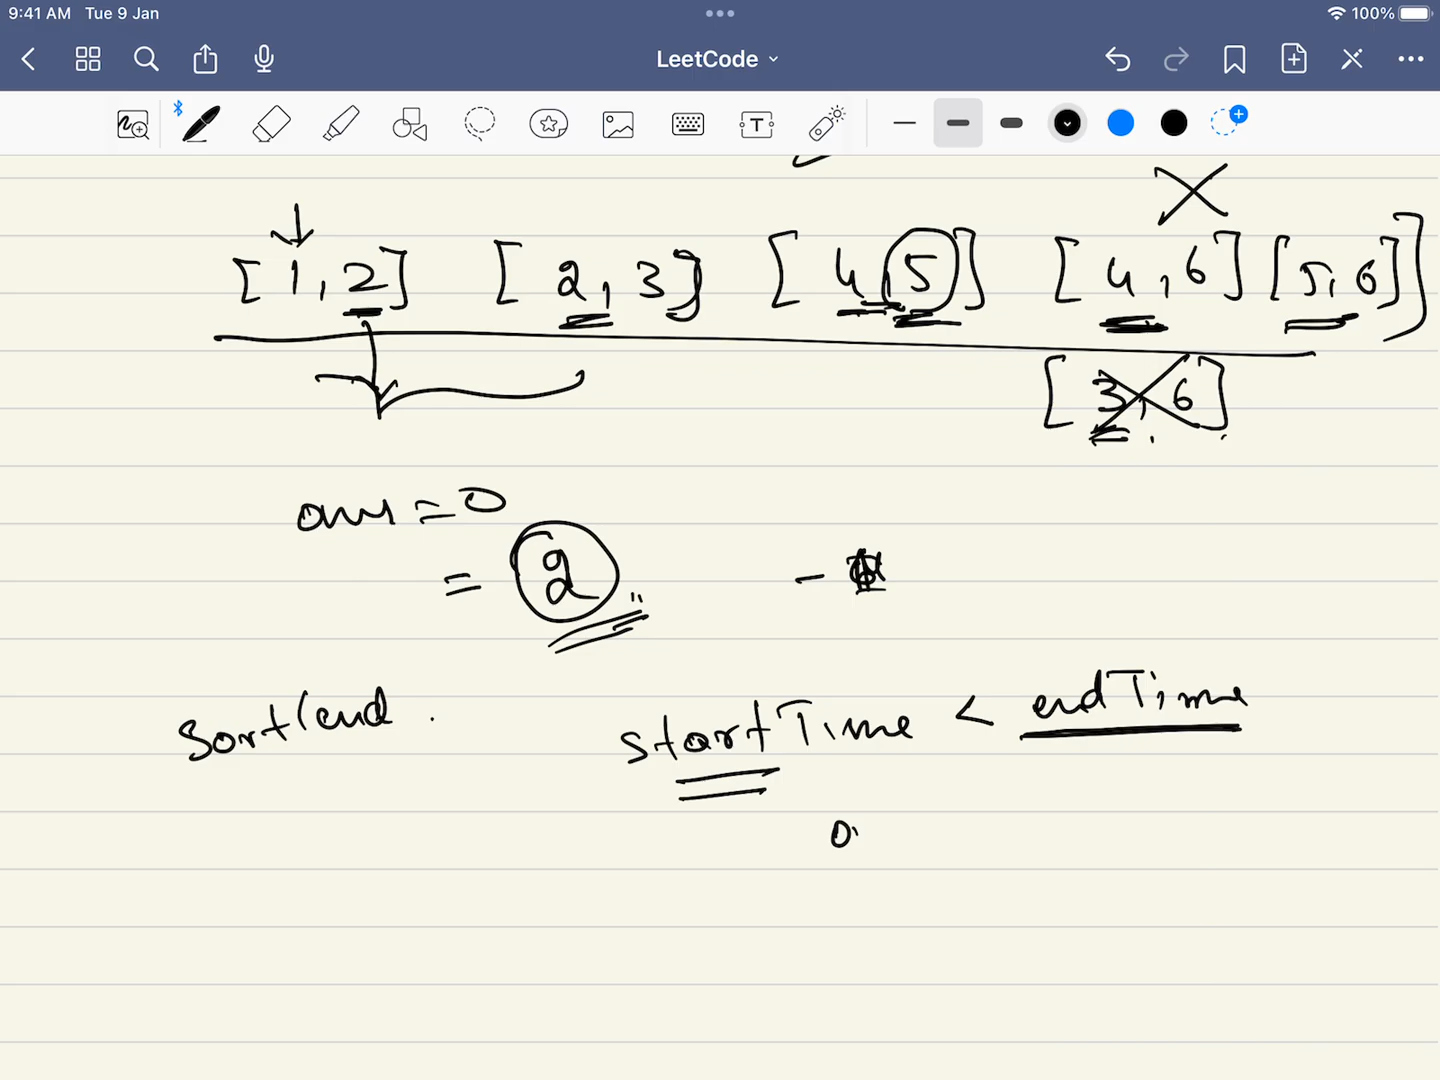 9:41 AM Tue 9 Jan 100%
LeetCode
[1,2] [2,3] [4,5] [4,6] [5,6]]
[3,6]
ans = 0
= 2
-
Sort(end. startTime < endTime
0